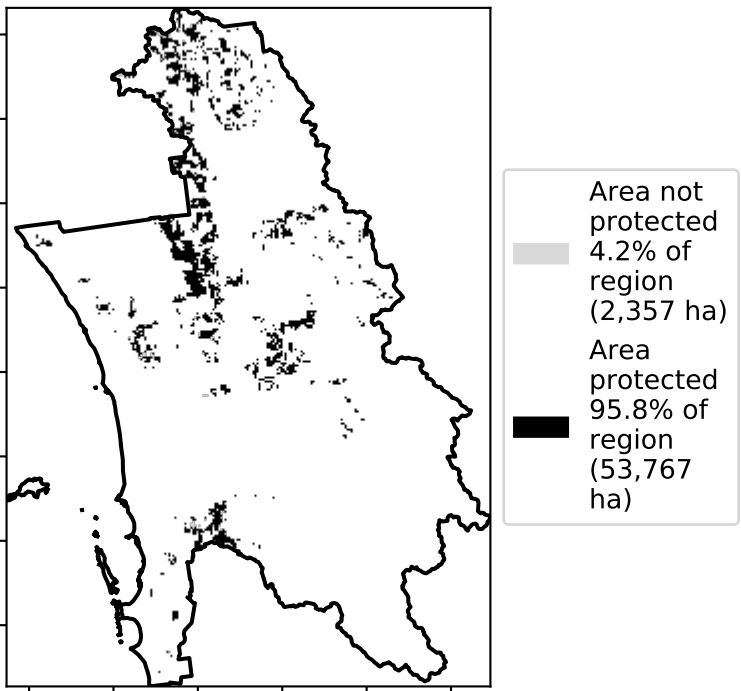 Area not
protected
4.2% of
region
(2,357 ha)
Area
protected
95.8% of
region
(53,767
ha)